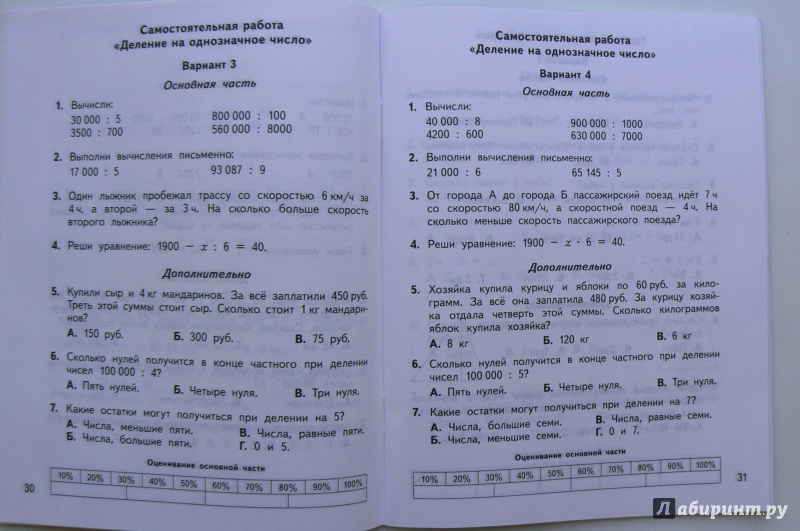 Самостоятельная работа
«Деление на однозначное число»
Вариант 3
Основная часть
1. Вычисли:
30 000 : 5 800 000 : 100
3500 : 700 560 000 : 8000
2. Выполни вычисления письменно:
17 000 : 5 93 087 : 9
3. Один лыжник пробежал трассу со скоростью 6 км/ч за
4 ч, а второй — за 3 ч. На сколько больше скорость
второго лыжника?
4. Реши уравнение: 1900 – x : 6 = 40.
Дополнительно
5. Купили сыр и 4 кг мандаринов. За всё заплатили 450 руб.
Треть этой суммы стоит сыр. Сколько стоит 1 кг мандари-
нов?
А. 150 руб. Б. 300 руб. В. 75 руб.
6. Сколько нулей получится в конце частного при делении
чисел 100 000 : 4?
А. Пять нулей. Б. Четыре нуля. В. Три нуля.
7. Какие остатки могут получиться при делении на 5?
А. Числа, меньшие пяти. В. Числа, равные пяти.
Б. Числа, большие пяти. Г. 0 и 5.
Оценивание основной части
10% 20% 30% 40% 50% 60% 70% 80% 90% 100%
30
Самостоятельная работа
«Деление на однозначное число»
Вариант 4
Основная часть
1. Вычисли:
40 000 : 8 900 000 : 1000
4200 : 600 630 000 : 7000
2. Выполни вычисления письменно:
21 000 : 6 65 145 : 5
3. От города А до города Б пассажирский поезд идёт 7 ч
со скоростью 80 км/ч, а скоростной поезд — 4 ч. На
сколько меньше скорость пассажирского поезда?
4. Реши уравнение: 1900 – x · 6 = 40.
Дополнительно
5. Хозяйка купила курицу и яблоки по 60 руб. за кило-
грамм. За всё она заплатила 480 руб. За курицу хозяй-
ка отдала четверть этой суммы. Сколько килограммов
яблок купила хозяйка?
А. 8 кг Б. 120 кг В. 6 кг
6. Сколько нулей получится в конце частного при делении
чисел 100 000 : 5?
А. Пять нулей. Б. Четыре нуля. В. Три нуля.
7. Какие остатки могут получиться при делении на 7?
А. Числа, большие семи. В. Числа, равные семи.
Б. Числа, меньшие семи. Г. 0 и 7.
Оценивание основной части
10% 20% 30% 40% 50% 60% 70% 80% 90% 100%
31
Лабиринт.ру